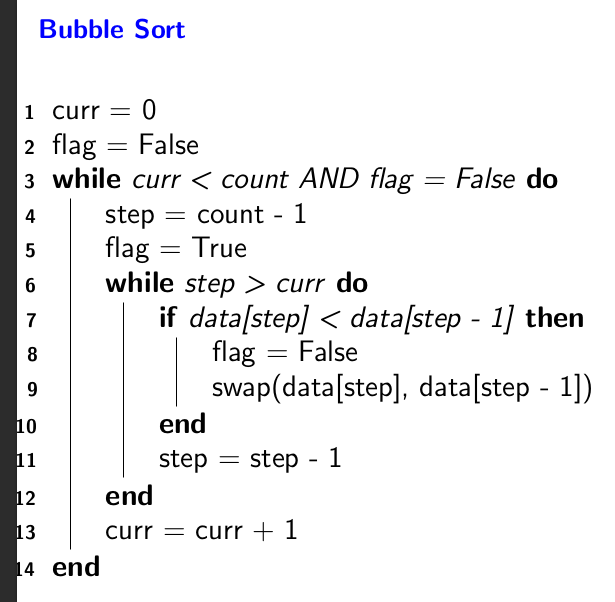 Bubble Sort
1 curr = 0
2 flag = False
3 while curr < count AND flag = False do
4 step = count - 1
5 flag = True
6 while step > curr do
7 if data[step] < data[step - 1] then
8 flag = False
9 swap(data[step], data[step - 1])
10 end
11 step = step - 1
12 end
13 curr = curr + 1
14 end